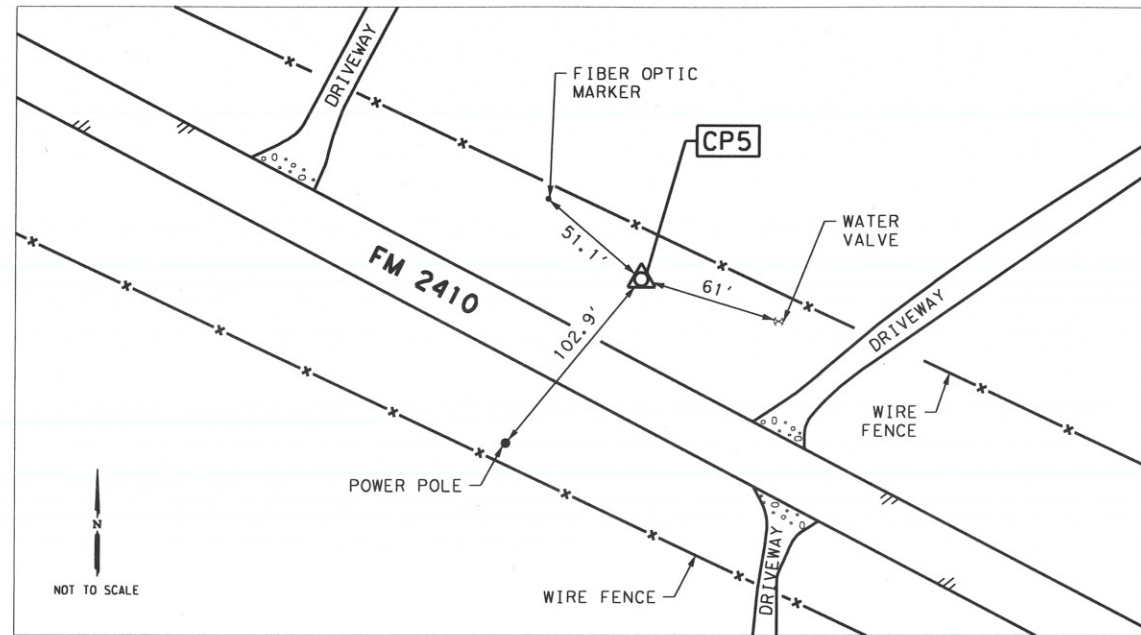 DRIVEWAY
FIBER OPTIC
MARKER
CP5
WATER
VALVE
51.1'
61'
FM 2410
102.9'
DRIVEWAY
WIRE
FENCE
POWER POLE
N
NOT TO SCALE
WIRE FENCE
DRIVEWAY